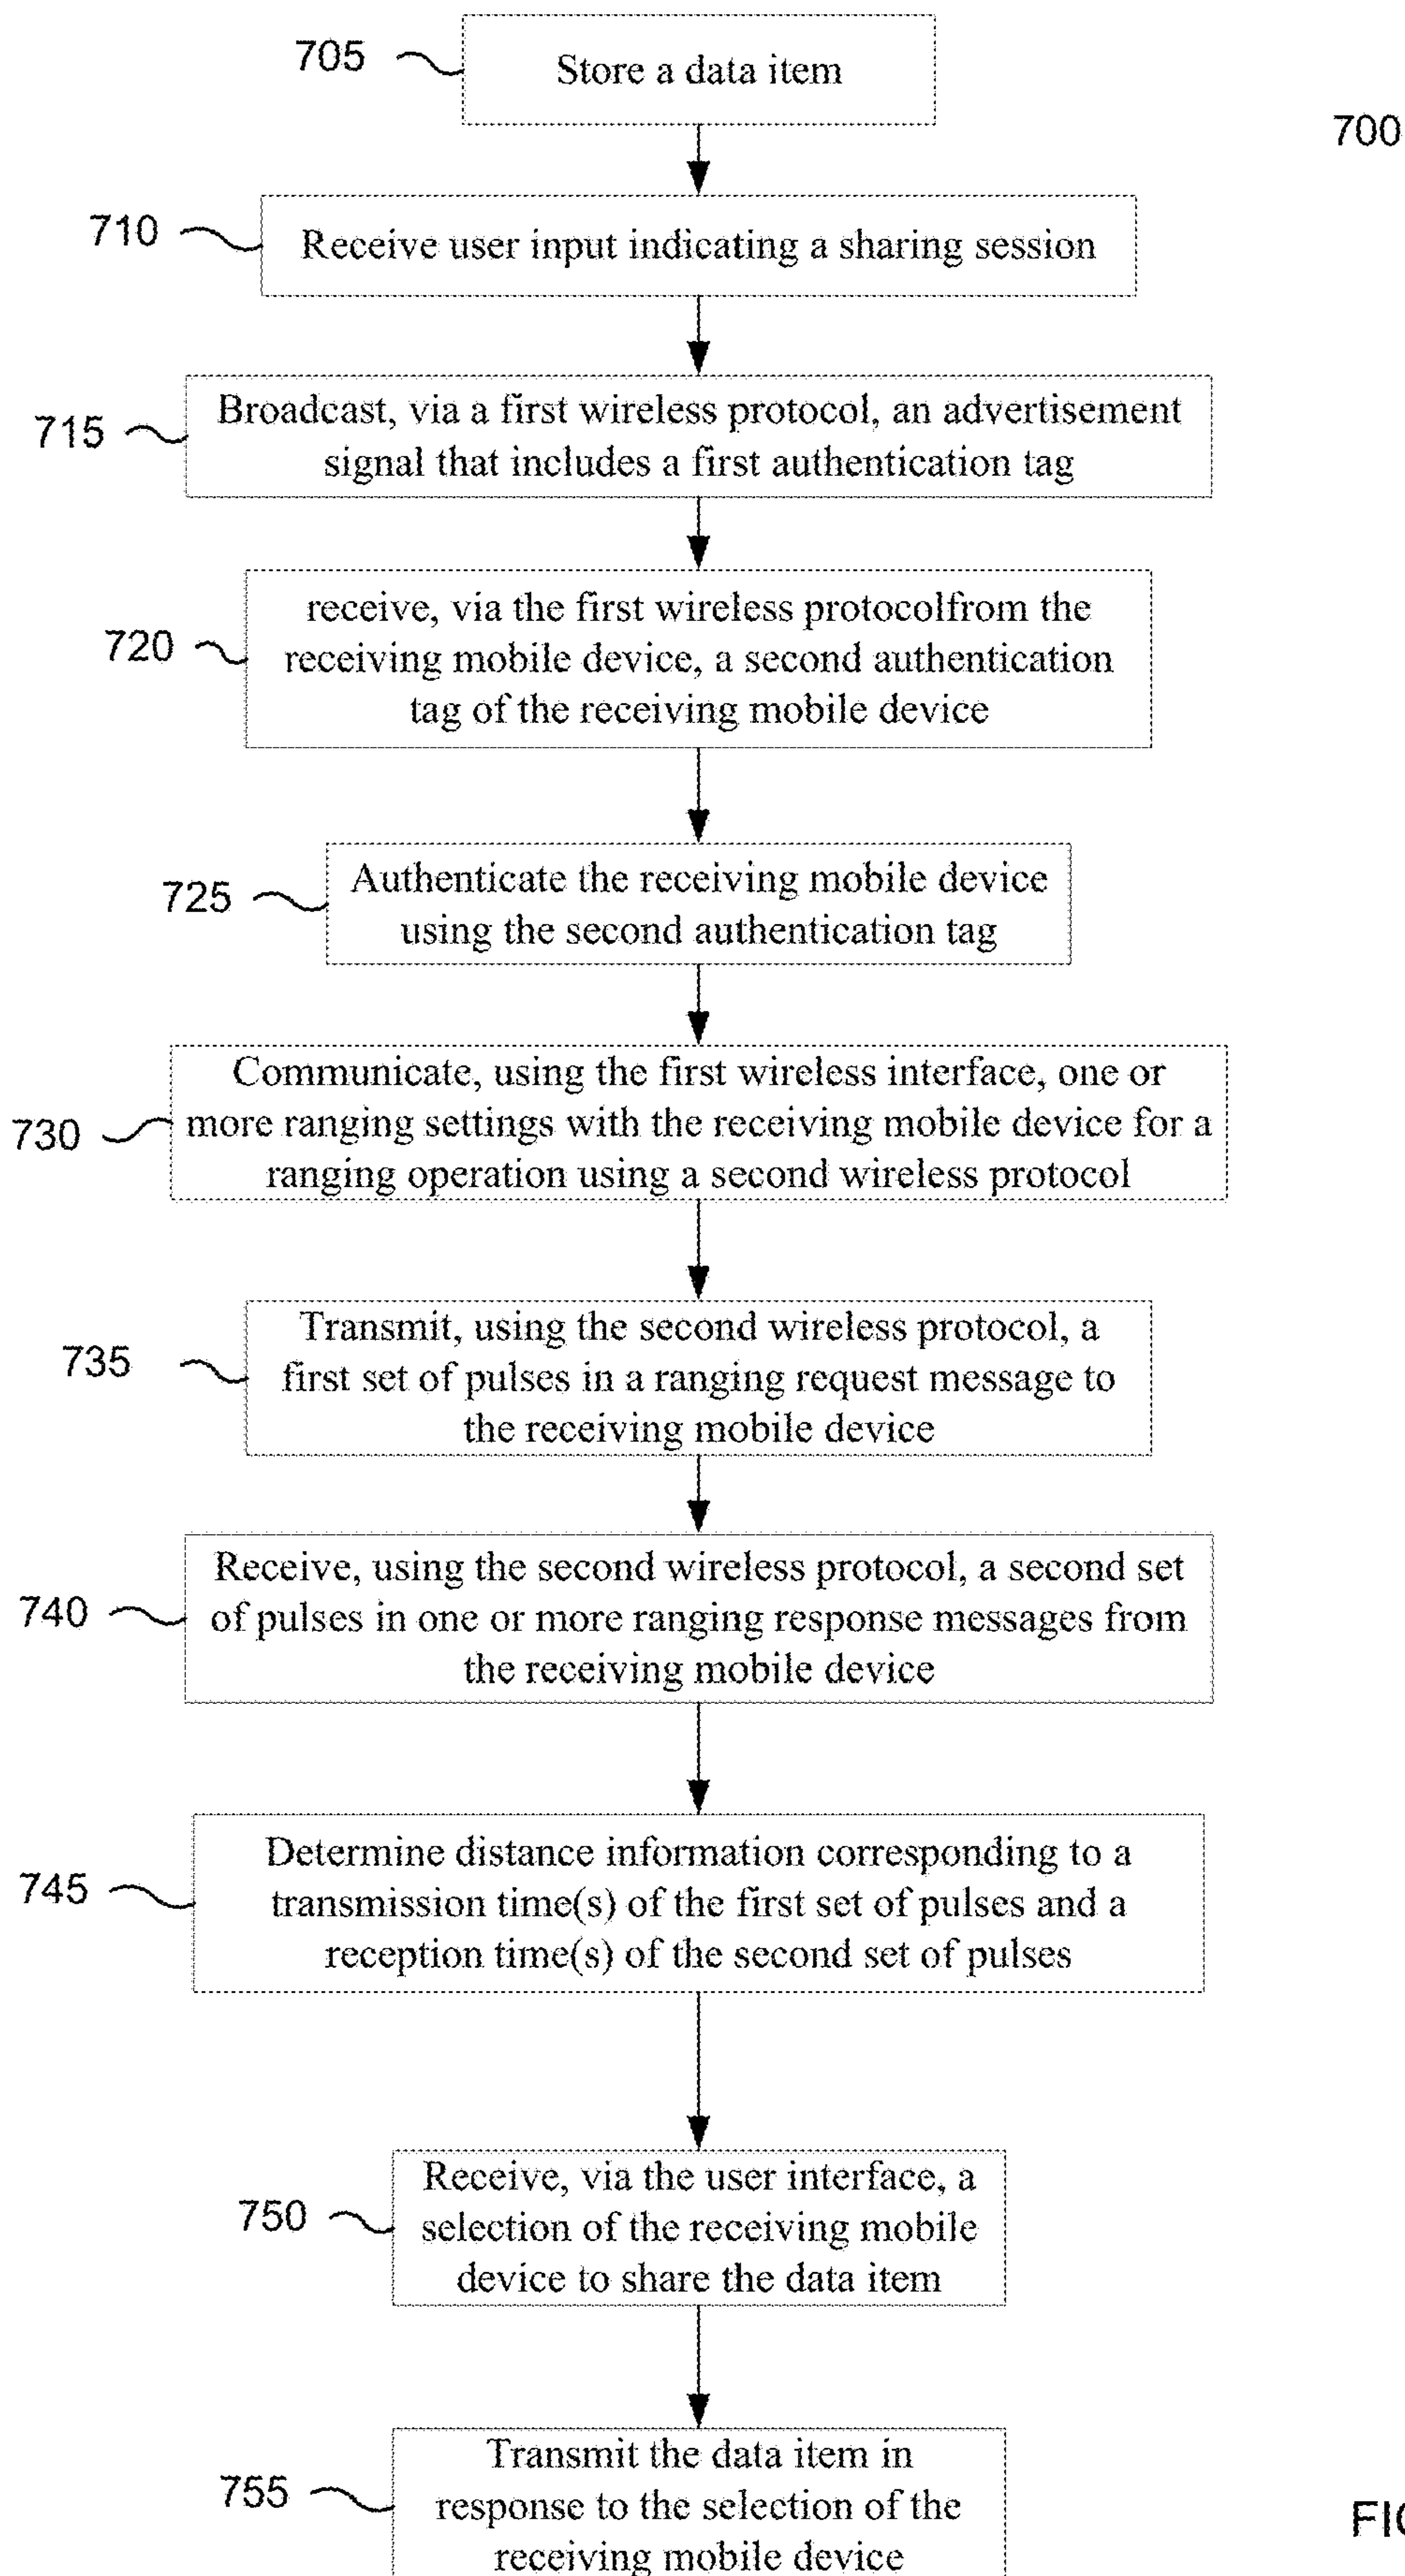 705
Store a data item
700
710
Receive user input indicating a sharing session
715
Broadcast, via a first wireless protocol, an advertisement
signal that includes a first authentication tag
720
receive, via the first wireless protocolfrom the
receiving mobile device, a second authentication
tag of the receiving mobile device
725
Authenticate the receiving mobile device
using the second authentication tag
730
Communicate, using the first wireless interface, one or
more ranging settings with the receiving mobile device for a
ranging operation using a second wireless protocol
735
Transmit, using the second wireless protocol, a
first set of pulses in a ranging request message to
the receiving mobile device
740
Receive, using the second wireless protocol, a second set
of pulses in one or more ranging response messages from
the receiving mobile device
745
Determine distance information corresponding to a
transmission time(s) of the first set of pulses and a
reception time(s) of the second set of pulses
750
Receive, via the user interface, a
selection of the receiving mobile
device to share the data item
755
Transmit the data item in
response to the selection of the
receiving mobile device